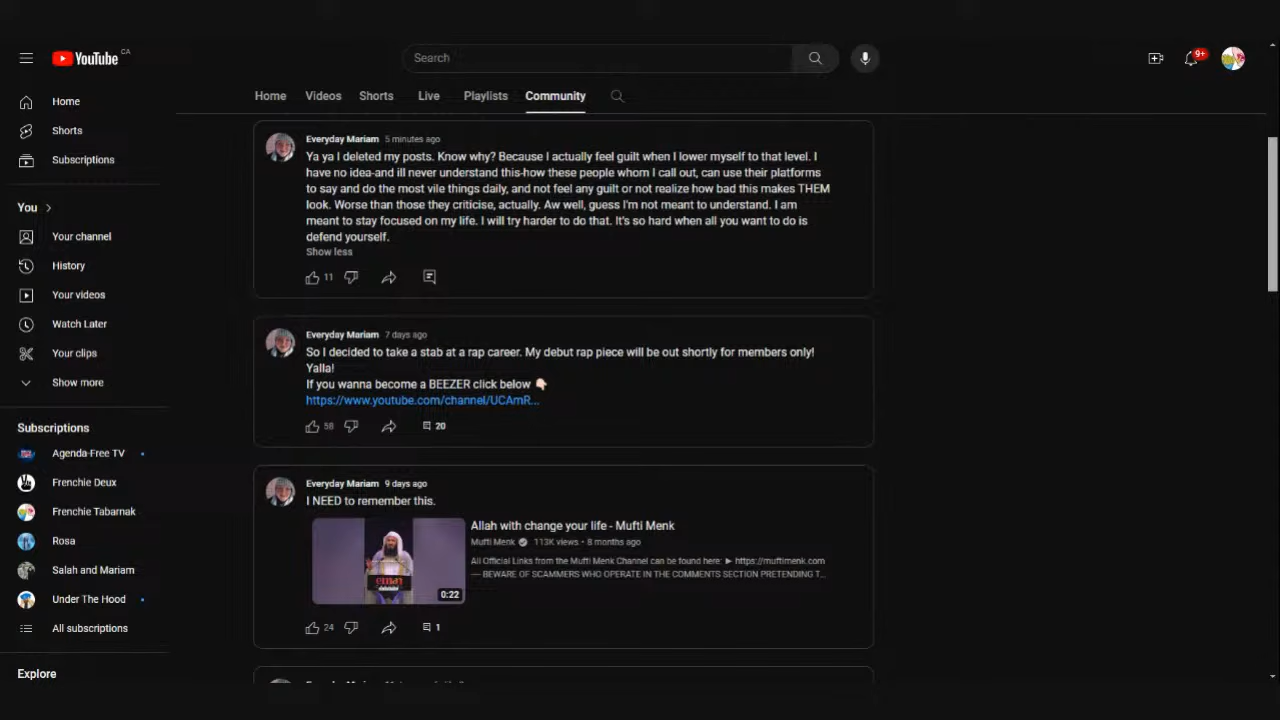 YouTube CA
Search
9+
Home
Shorts
Subscriptions
You
Your channel
History
Your videos
Watch Later
Your clips
Show more
Subscriptions
Agenda-Free TV
Frenchie Deux
Frenchie Tabarnak
Rosa
Salah and Mariam
Under The Hood
All subscriptions
Explore
Home Videos Shorts Live Playlists Community
Everyday Mariam 5 minutes ago
Ya ya I deleted my posts. Know why? Because I actually feel guilt when I lower myself to that level. I
have no idea-and ill never understand this-how these people whom I call out, can use their platforms
to say and do the most vile things daily, and not feel any guilt or not realize how bad this makes THEM
look. Worse than those they criticise, actually. Aw well, guess I'm not meant to understand. I am
meant to stay focused on my life. I will try harder to do that. It's so hard when all you want to do is
defend yourself.
Show less
11
Everyday Mariam 7 days ago
So I decided to take a stab at a rap career. My debut rap piece will be out shortly for members only!
Yalla!
If you wanna become a BEEZER click below
https://www.youtube.com/channel/UCAmR...
58 20
Everyday Mariam 9 days ago
I NEED to remember this.
Allah with change your life - Mufti Menk
Mufti Menk 113K views • 8 months ago
All Official Links from the Mufti Menk Channel can be found here: ► https://muftimenk.com
— BEWARE OF SCAMMERS WHO OPERATE IN THE COMMENTS SECTION PRETENDING T...
eman
0:22
24 1